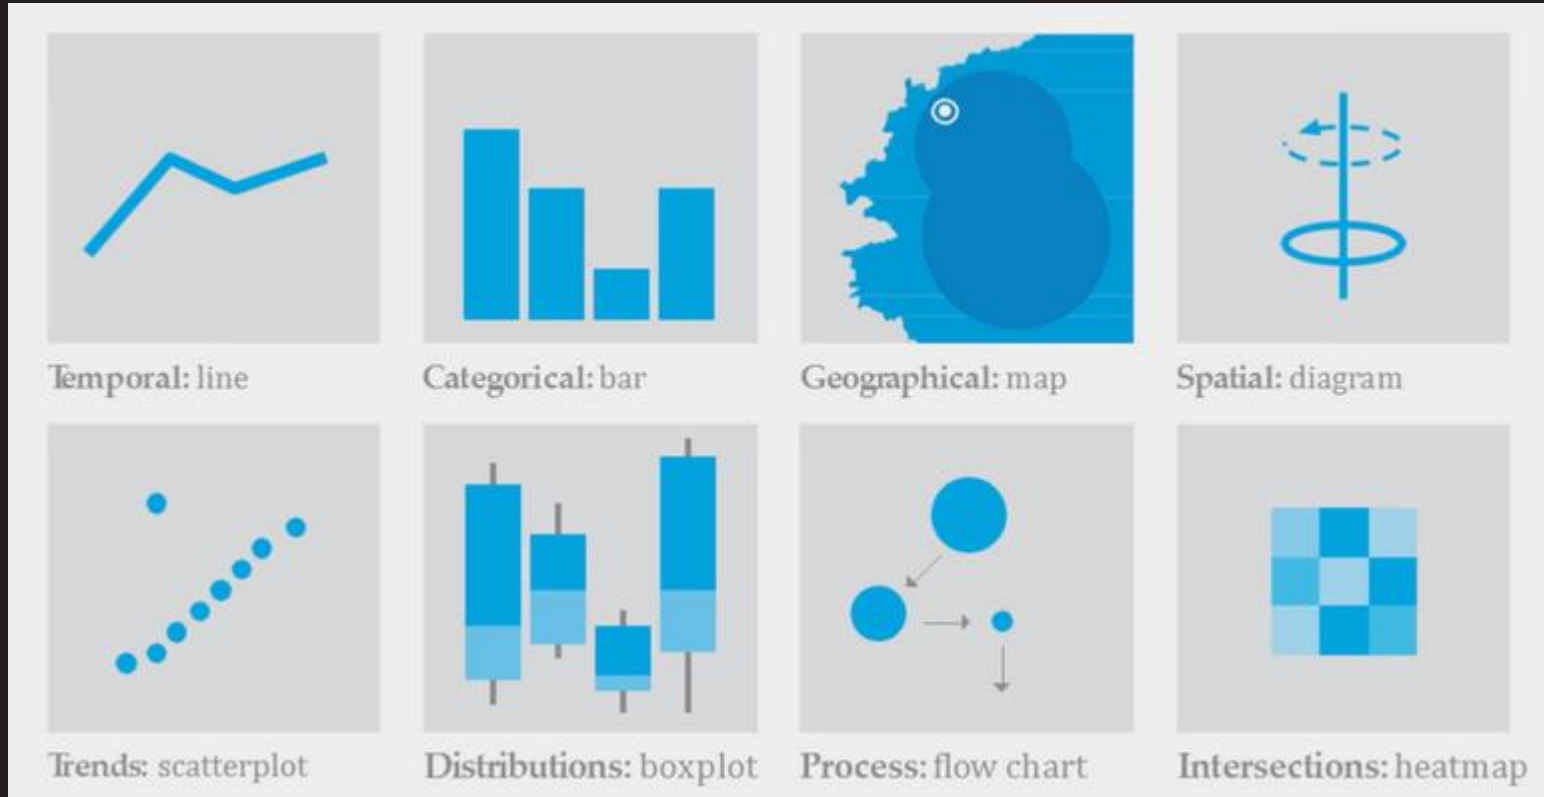 Temporal: line
Categorical: bar
Geographical: map
Spatial: diagram
Trends: scatterplot
Distributions: boxplot
Process: flow chart
Intersections: heatmap